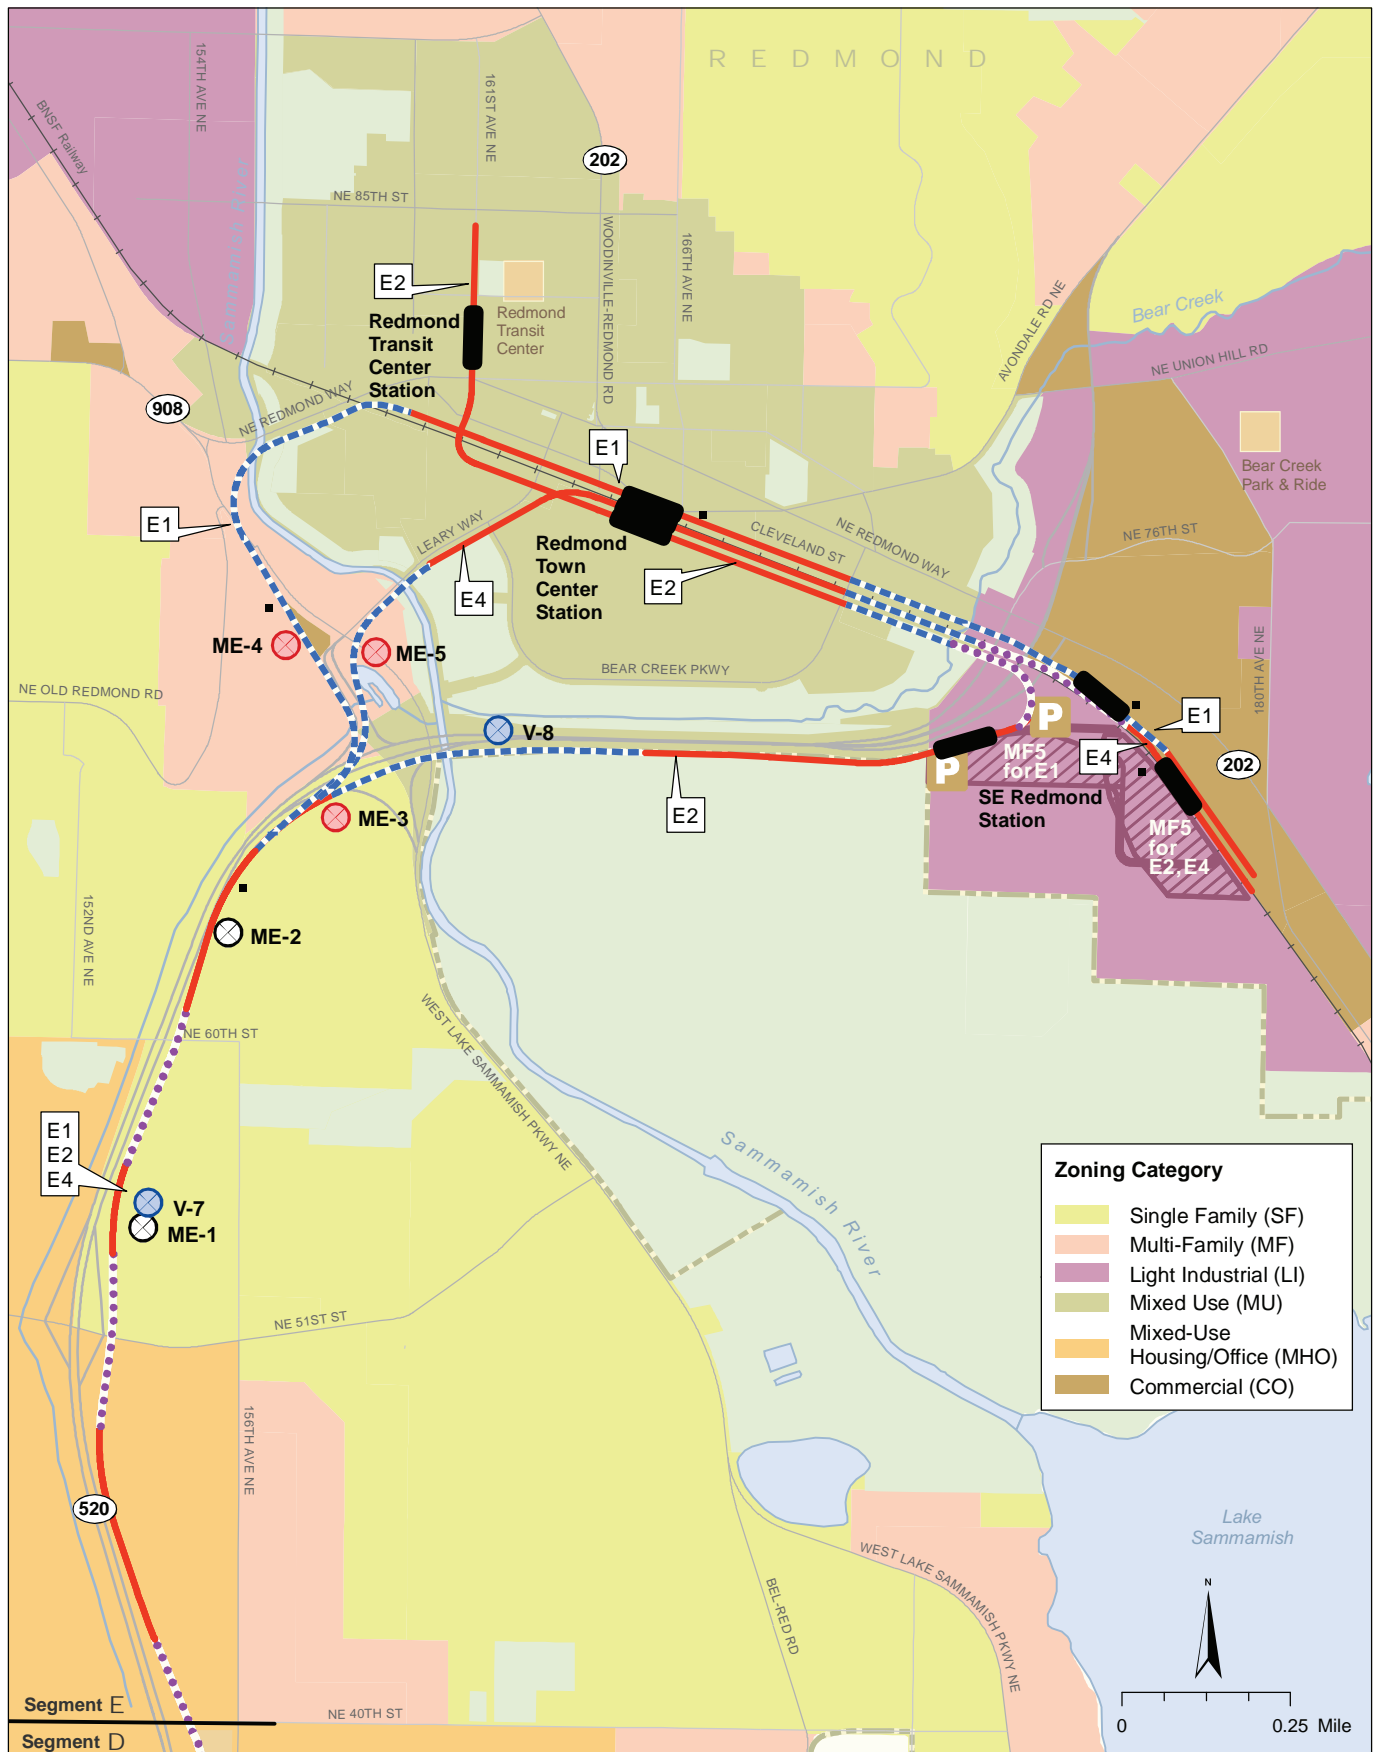 REDMOND
154TH AVE NE
161ST AVE NE
BNSF Railway
202
NE 85TH ST
WOODINVILLE-REDMOND RD
166TH AVE NE
E2
Redmond
Transit
Center
Station
Redmond
Transit
Center
AVONDALE RD NE
Bear Creek
NE UNION HILL RD
908
NE REDMOND WAY
E1
Bear Creek
Park & Ride
E1
LEARY WAY
CLEVELAND ST
NE REDMOND WAY
NE 76TH ST
Redmond
Town
Center
Station
E4
E2
ME-4
ME-5
BEAR CREEK PKWY
180TH AVE NE
NE OLD REDMOND RD
V-8
P
E1
MF5
for E1
E4
202
P
SE Redmond
Station
E2
ME-3
MF5
for
E2, E4
152ND AVE NE
ME-2
WEST LAKE SAMMAMISH PKWY NE
NE 60TH ST
E1
E2
E4
V-7
ME-1
Sammamish River
NE 51ST ST
Zoning Category
Single Family (SF)
Multi-Family (MF)
Light Industrial (LI)
Mixed Use (MU)
Mixed-Use
Housing/Office (MHO)
Commercial (CO)
156TH AVE NE
520
Lake
Sammamish
WEST LAKE SAMMAMISH PKWY NE
BEL-RED RD
N
Segment E
NE 40TH ST
Segment D
0
0.25 Mile